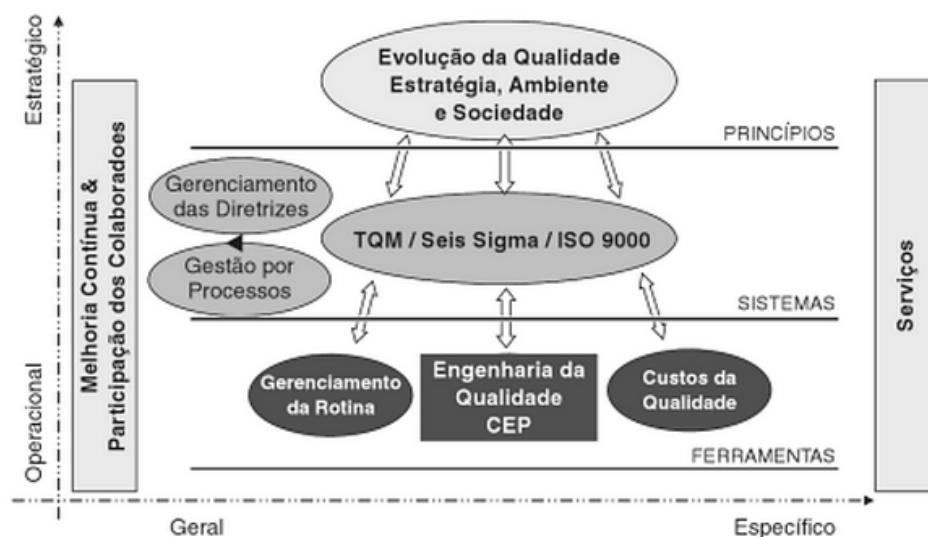 Estratégico
Operacional
Melhoria Contínua &
Participação dos Colaboradoes
Evolução da Qualidade
Estratégia, Ambiente
e Sociedade
PRINCÍPIOS
Gerenciamento
das Diretrizes
TQM / Seis Sigma / ISO 9000
Gestão por
Processos
SISTEMAS
Gerenciamento
da Rotina
Engenharia da
Qualidade
CEP
Custos da
Qualidade
FERRAMENTAS
Serviços
Geral
Específico